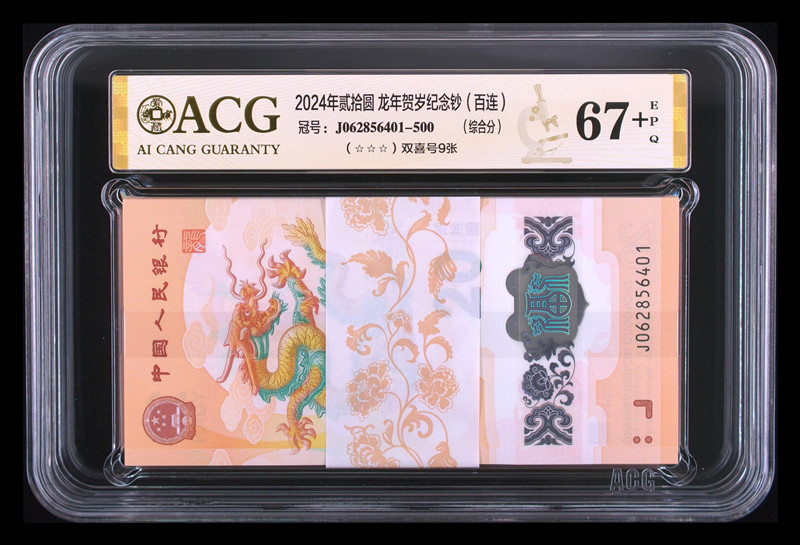 ACG
AI CANG GUARANTY
2024年贰拾圆 龙年贺岁纪念钞（百连）
冠号：J062856401-500 （综合分）
（☆☆☆）双喜号9张
67+
EPQ
中国人民银行
J062856401
ACG